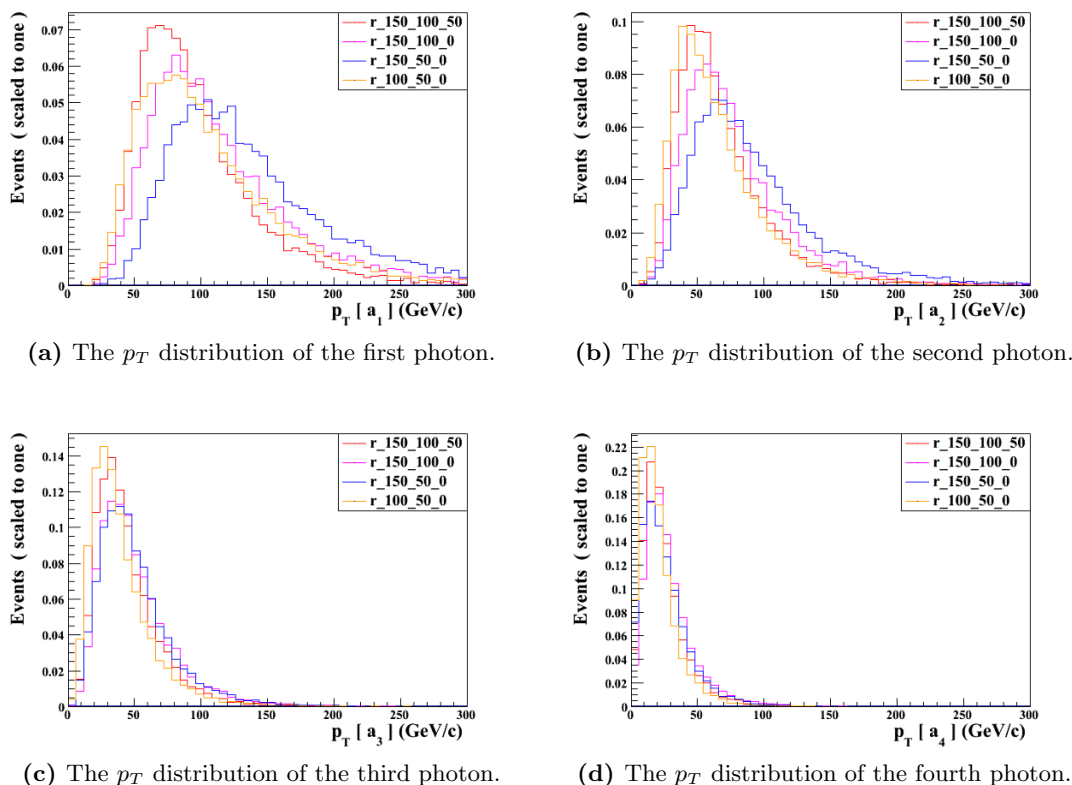 Events ( scaled to one )
0.07
0.06
0.05
0.04
0.03
0.02
0.01
0
r_150_100_50
r_150_100_0
r_150_50_0
r_100_50_0
0 50 100 150 200 250 300
p_T [ a_1 ] (GeV/c)
(a) The p_T distribution of the first photon.
Events ( scaled to one )
0.1
0.08
0.06
0.04
0.02
0
r_150_100_50
r_150_100_0
r_150_50_0
r_100_50_0
0 50 100 150 200 250 300
p_T [ a_2 ] (GeV/c)
(b) The p_T distribution of the second photon.
Events ( scaled to one )
0.14
0.12
0.1
0.08
0.06
0.04
0.02
0
r_150_100_50
r_150_100_0
r_150_50_0
r_100_50_0
0 50 100 150 200 250 300
p_T [ a_3 ] (GeV/c)
(c) The p_T distribution of the third photon.
Events ( scaled to one )
0.22
0.2
0.18
0.16
0.14
0.12
0.1
0.08
0.06
0.04
0.02
0
r_150_100_50
r_150_100_0
r_150_50_0
r_100_50_0
0 50 100 150 200 250 300
p_T [ a_4 ] (GeV/c)
(d) The p_T distribution of the fourth photon.